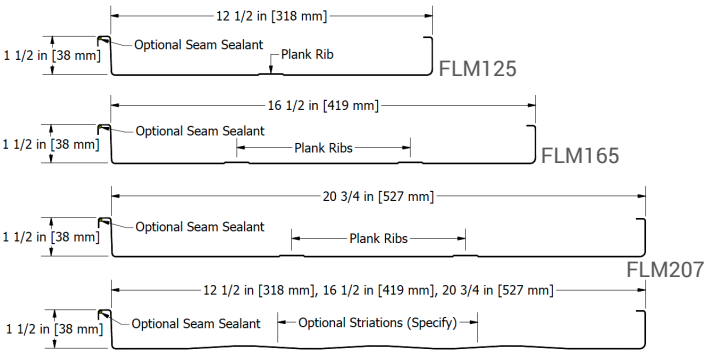 12 1/2 in [318 mm]
Optional Seam Sealant
1 1/2 in [38 mm]
Plank Rib
FLM125
16 1/2 in [419 mm]
Optional Seam Sealant
1 1/2 in [38 mm]
Plank Ribs
FLM165
20 3/4 in [527 mm]
Optional Seam Sealant
1 1/2 in [38 mm]
Plank Ribs
FLM207
12 1/2 in [318 mm], 16 1/2 in [419 mm], 20 3/4 in [527 mm]
1 1/2 in [38 mm]
Optional Seam Sealant
Optional Striations (Specify)